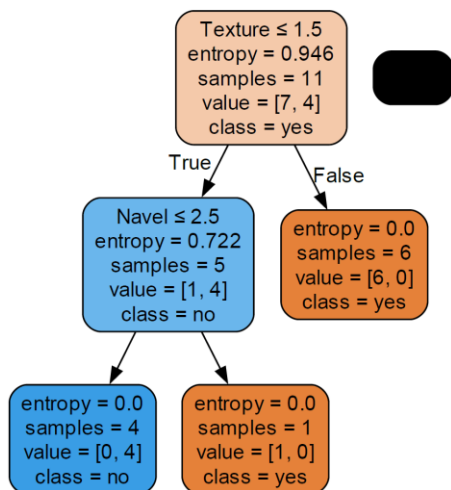 Texture ≤ 1.5
entropy = 0.946
samples = 11
value = [7, 4]
class = yes
True
False
Navel ≤ 2.5
entropy = 0.722
samples = 5
value = [1, 4]
class = no
entropy = 0.0
samples = 6
value = [6, 0]
class = yes
entropy = 0.0
samples = 4
value = [0, 4]
class = no
entropy = 0.0
samples = 1
value = [1, 0]
class = yes